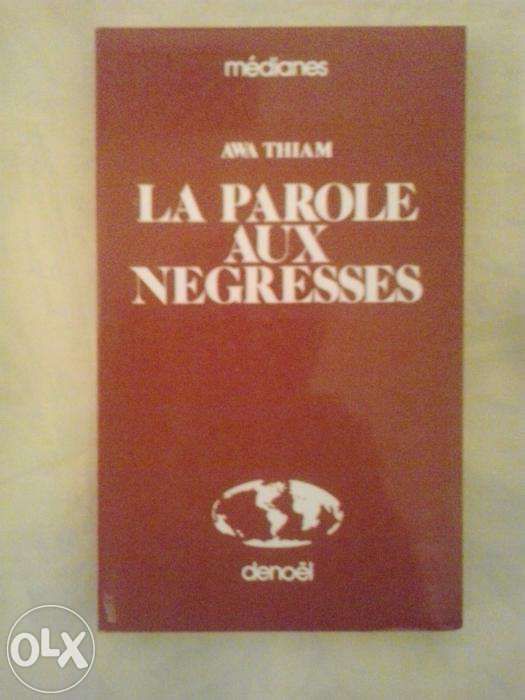 médianes
AWA THIAM
LA PAROLE
AUX
NEGRESSES
denoël
OLX